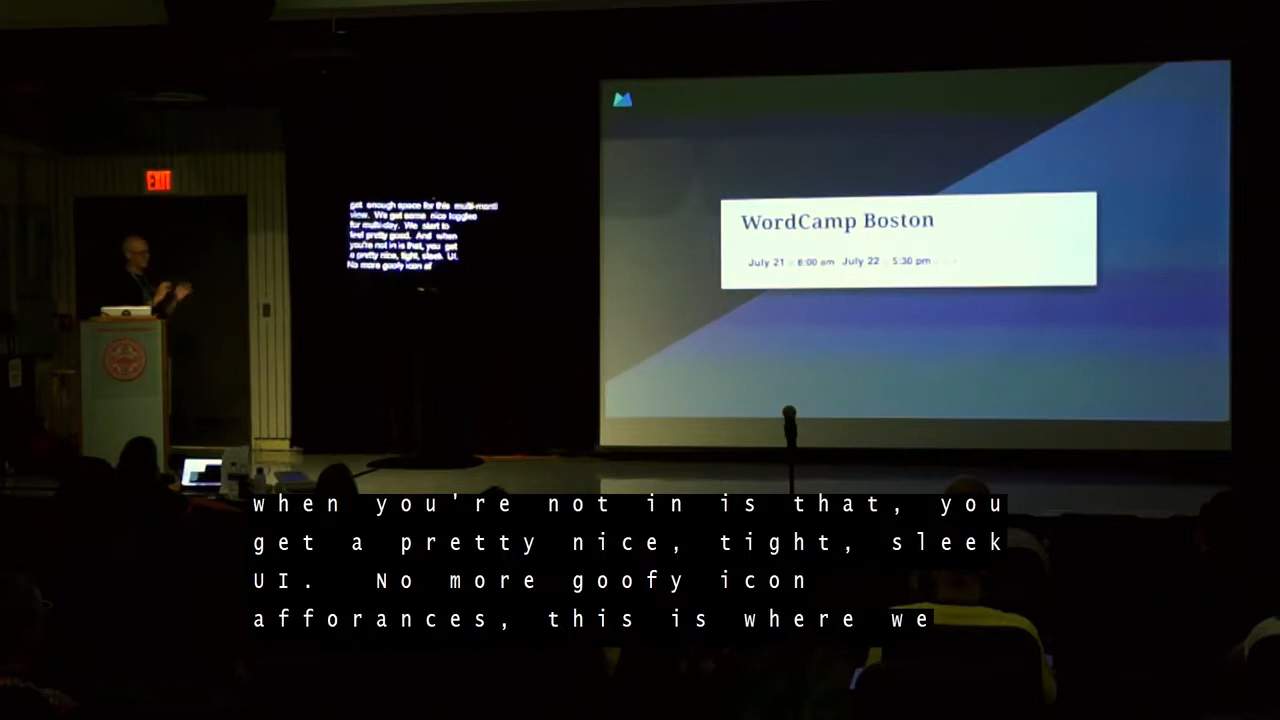 EXIT
get enough space for this multi-month
view. We get some nice toggles
for multi-day. We start to
find pretty good. And when
you're not in is that, you get
a pretty nice, tight, sleek UI.
No more goofy icon af
WordCamp Boston
July 21 6:00 am July 22 5:30 pm
when you're not in is that, you
get a pretty nice, tight, sleek
UI. No more goofy icon
afforances, this is where we